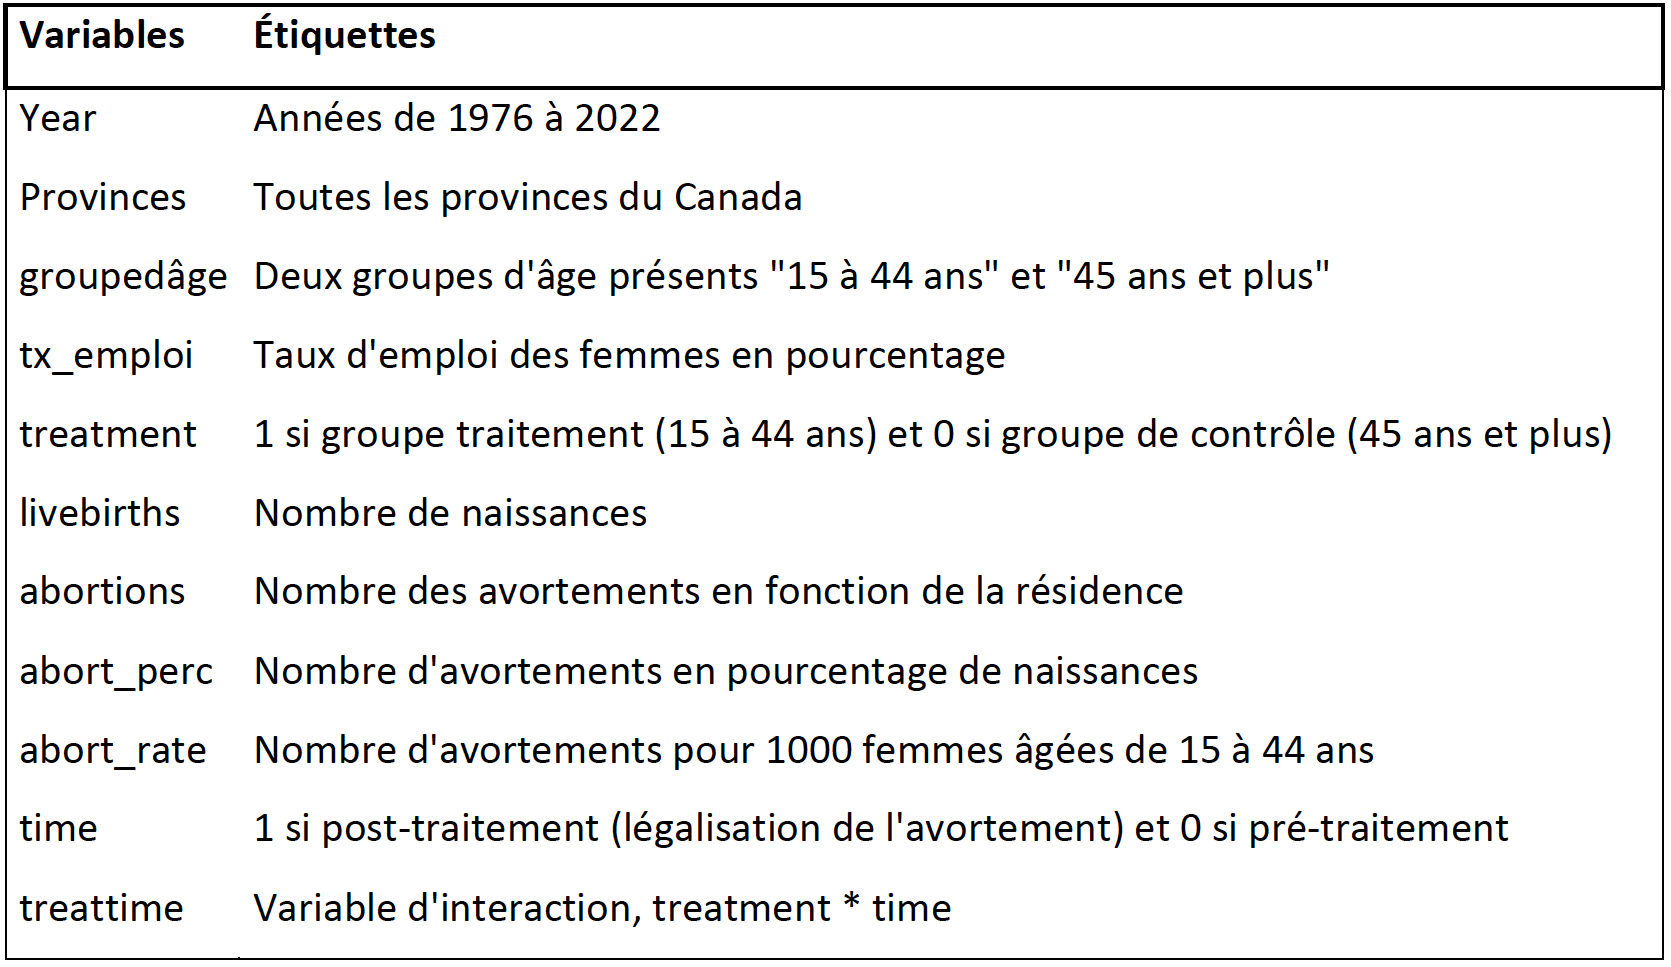 Variables Étiquettes
Year Années de 1976 à 2022
Provinces Toutes les provinces du Canada
groupedâge Deux groupes d'âge présents "15 à 44 ans" et "45 ans et plus"
tx_emploi Taux d'emploi des femmes en pourcentage
treatment 1 si groupe traitement (15 à 44 ans) et 0 si groupe de contrôle (45 ans et plus)
livebirths Nombre de naissances
abortions Nombre des avortements en fonction de la résidence
abort_perc Nombre d'avortements en pourcentage de naissances
abort_rate Nombre d'avortements pour 1000 femmes âgées de 15 à 44 ans
time 1 si post-traitement (légalisation de l'avortement) et 0 si pré-traitement
treattime Variable d'interaction, treatment * time